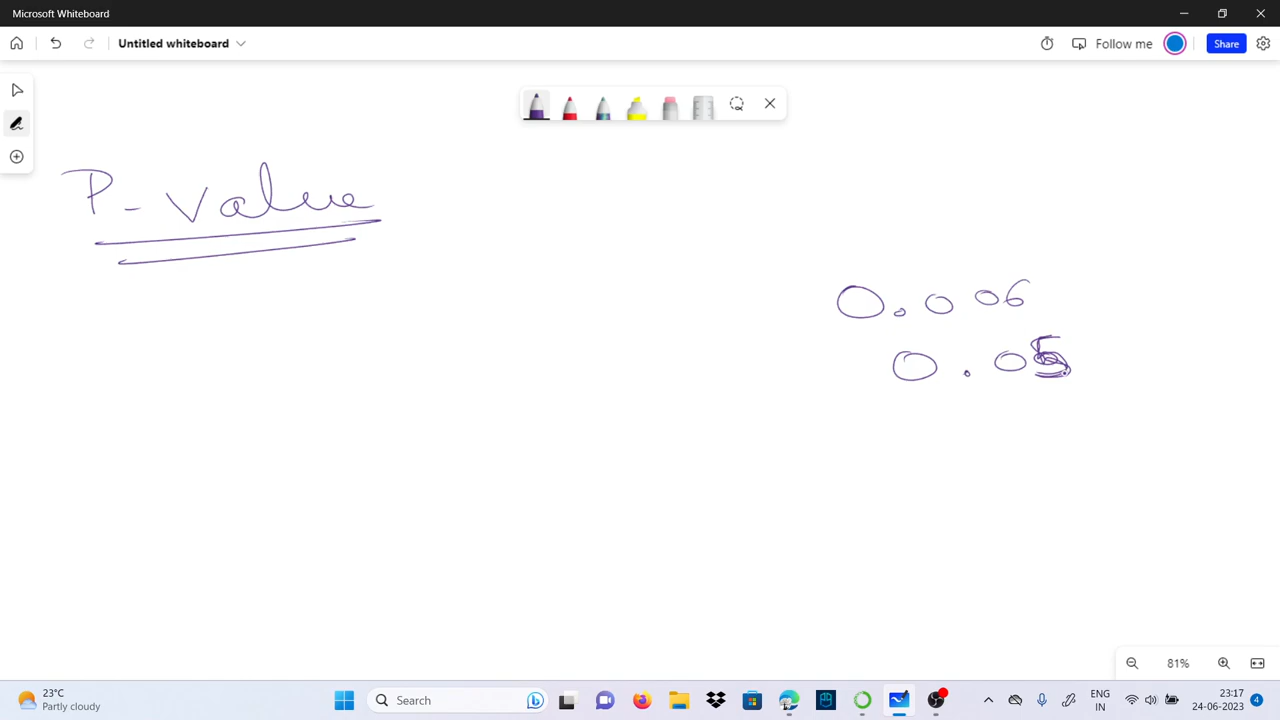 Microsoft Whiteboard
Untitled whiteboard
Follow me
Share
P - Value
0.006
0.05
81%
23°C
Partly cloudy
Search
ENG
IN
23:17
24-06-2023
4